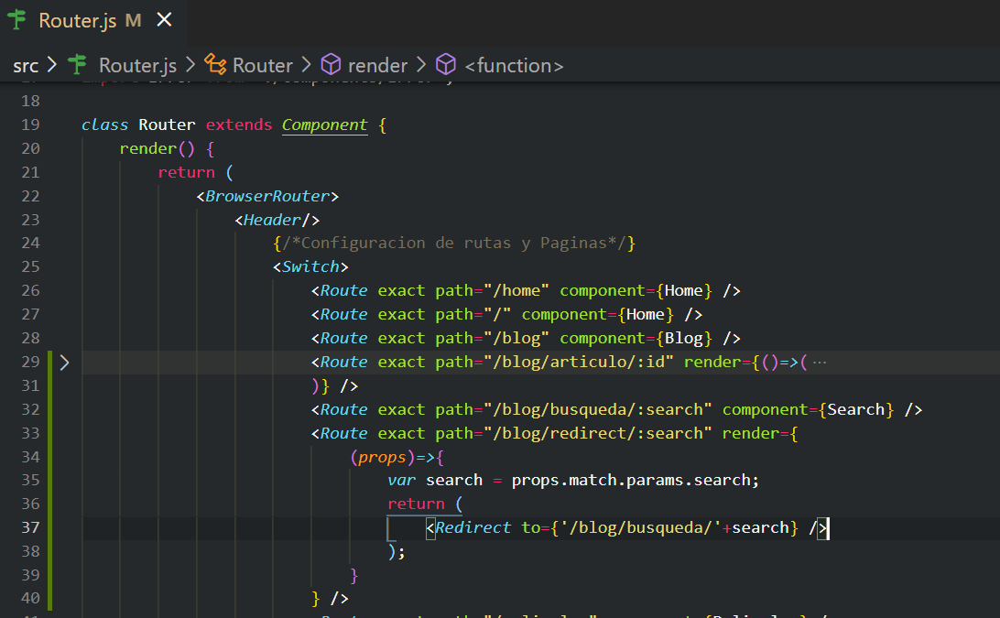 Router.js M
src > Router.js > Router > render > <function>
18
19 class Router extends Component {
20 render() {
21 return (
22 <BrowserRouter>
23 <Header/>
24 {/*Configuracion de rutas y Paginas*/}
25 <Switch>
26 <Route exact path="/home" component={Home} />
27 <Route exact path="/" component={Home} />
28 <Route exact path="/blog" component={Blog} />
29 <Route exact path="/blog/articulo/:id" render={()=>( ⋯
31 )} />
32 <Route exact path="/blog/busqueda/:search" component={Search} />
33 <Route exact path="/blog/redirect/:search" render={
34 (props)=>{
35 var search = props.match.params.search;
36 return (
37 <Redirect to={'/blog/busqueda/'+search} />
38 );
39 }
40 } />